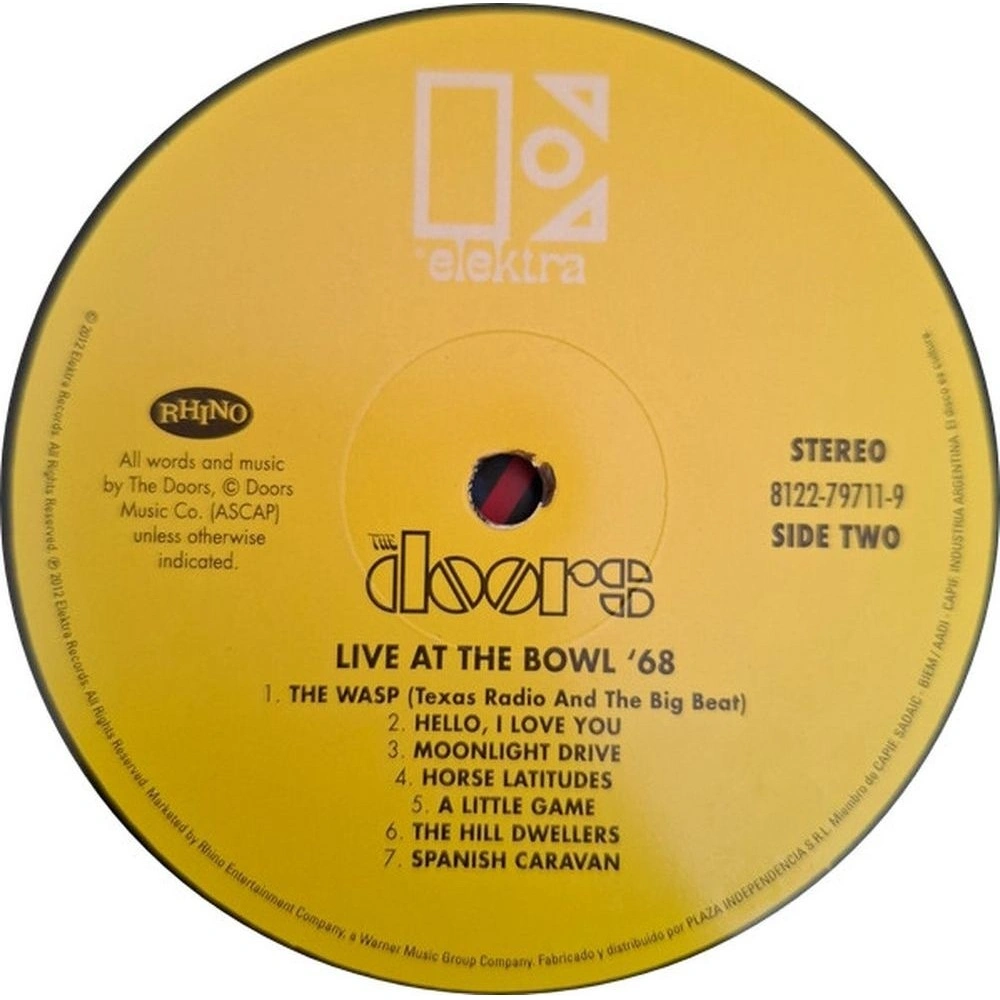 elektra
RHINO
All words and music
by The Doors, © Doors
Music Co. (ASCAP)
unless otherwise
indicated.
STEREO
8122-79711-9
SIDE TWO
THE
doors
LIVE AT THE BOWL ‘68
1. THE WASP (Texas Radio And The Big Beat)
2. HELLO, I LOVE YOU
3. MOONLIGHT DRIVE
4. HORSE LATITUDES
5. A LITTLE GAME
6. THE HILL DWELLERS
7. SPANISH CARAVAN
© 2012 Elektra Records. All Rights Reserved. ℗ 2012 Elektra Records. All Rights Reserved. Marketed by Rhino Entertainment Company, a Warner Music Group Company. Fabricado y distribuido por PLAZA INDEPENDENCIA S.R.L. Miembro de CAPIF. SADAIC - BIEM / AADI - CAPIF. INDUSTRIA ARGENTINA. El disco es cultura.